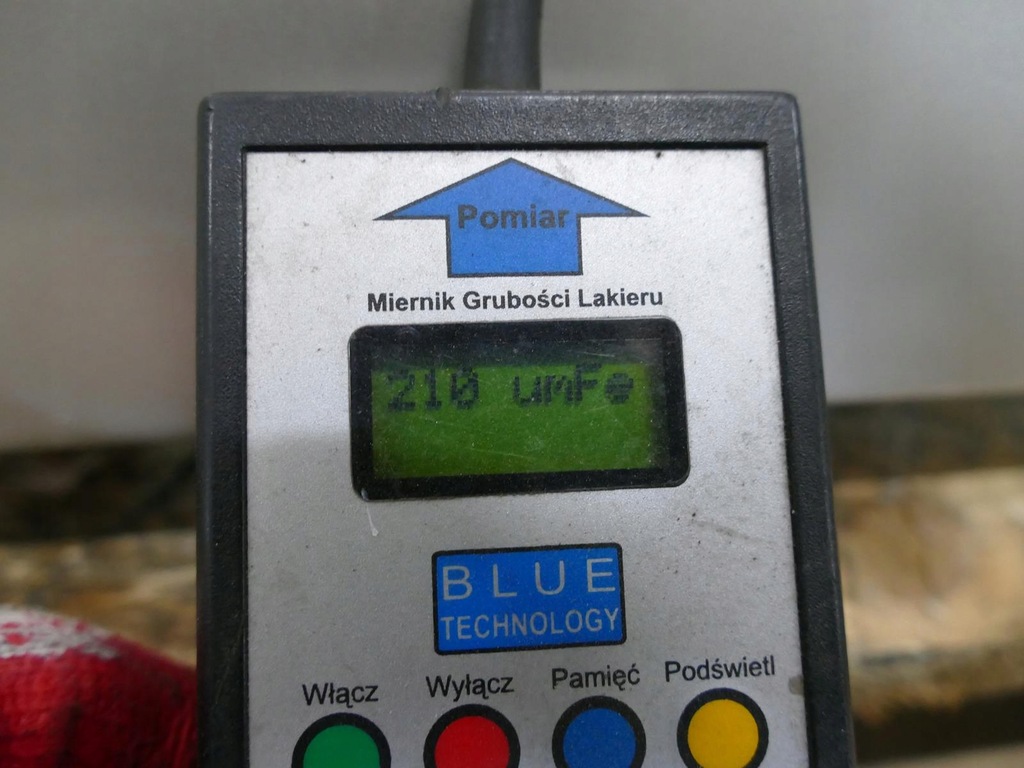 Pomiar
Miernik Grubości Lakieru
210 umFe
BLUE
TECHNOLOGY
Włącz Wyłącz Pamięć Podświetl